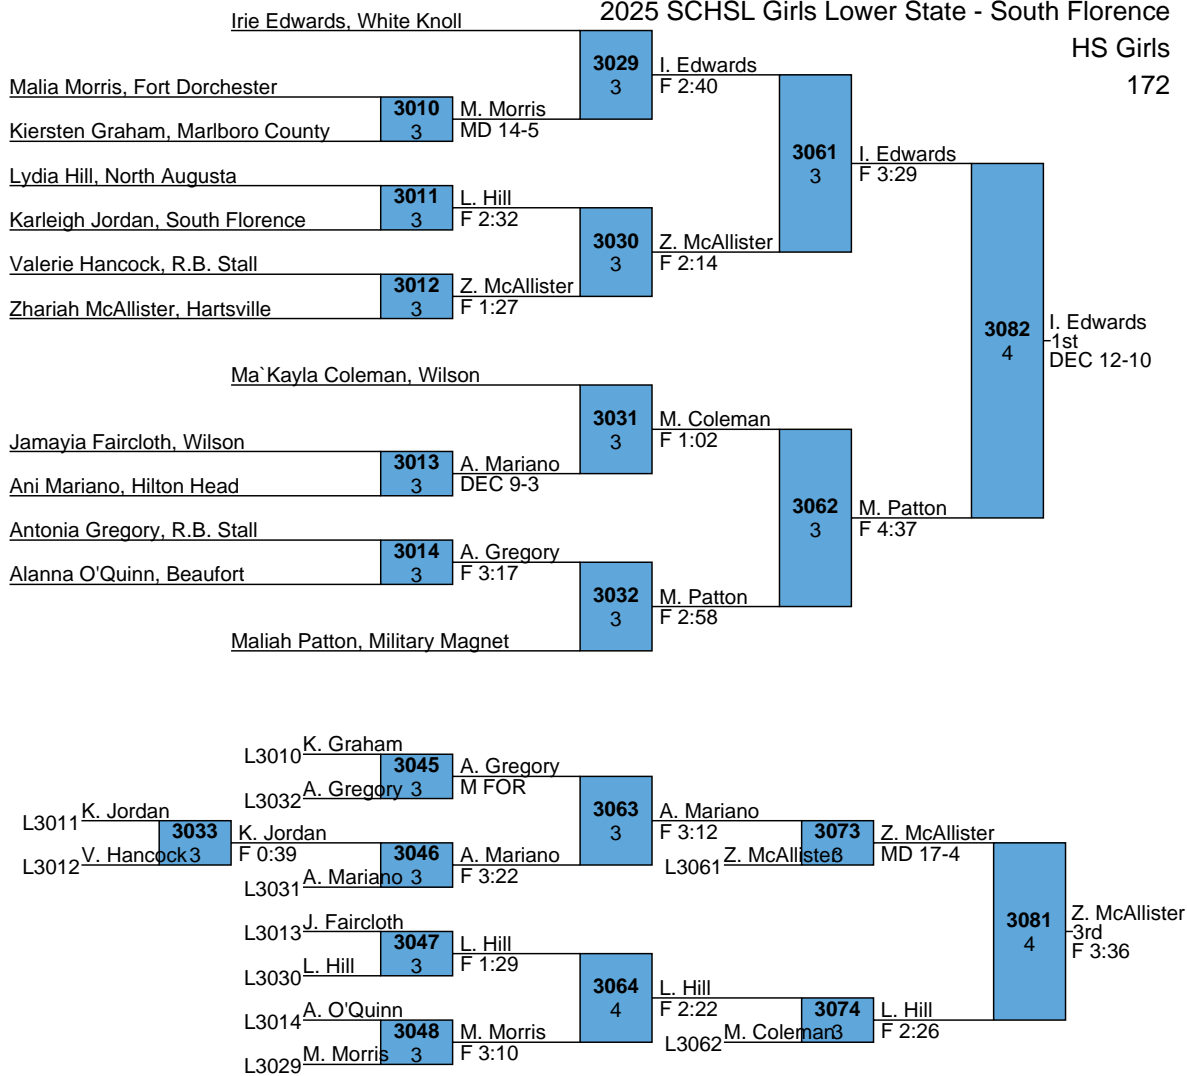 2025 SCHSL Girls Lower State - South Florence
HS Girls
172
Irie Edwards, White Knoll
3029
3
I. Edwards
F 2:40
Malia Morris, Fort Dorchester
3010
3
M. Morris
MD 14-5
Kiersten Graham, Marlboro County
3061
3
I. Edwards
F 3:29
Lydia Hill, North Augusta
3011
3
L. Hill
F 2:32
Karleigh Jordan, South Florence
3030
3
Z. McAllister
F 2:14
Valerie Hancock, R.B. Stall
3012
3
Z. McAllister
F 1:27
Zhariah McAllister, Hartsville
3082
4
I. Edwards
1st
DEC 12-10
Ma`Kayla Coleman, Wilson
3031
3
M. Coleman
F 1:02
Jamayia Faircloth, Wilson
3013
3
A. Mariano
DEC 9-3
Ani Mariano, Hilton Head
3062
3
M. Patton
F 4:37
Antonia Gregory, R.B. Stall
3014
3
A. Gregory
F 3:17
Alanna O'Quinn, Beaufort
3032
3
M. Patton
F 2:58
Maliah Patton, Military Magnet
L3010
K. Graham
3045
3
A. Gregory
M FOR
L3032
A. Gregory
3063
3
A. Mariano
F 3:12
L3011
K. Jordan
3033
3
K. Jordan
F 0:39
L3012
V. Hancock
3046
3
A. Mariano
F 3:22
L3031
A. Mariano
3073
3
Z. McAllister
MD 17-4
L3061
Z. McAllister
L3013
J. Faircloth
3047
3
L. Hill
F 1:29
L3030
L. Hill
3081
4
Z. McAllister
3rd
F 3:36
3064
4
L. Hill
F 2:22
L3014
A. O'Quinn
3048
3
M. Morris
F 3:10
L3029
M. Morris
3074
3
L. Hill
F 2:26
L3062
M. Coleman